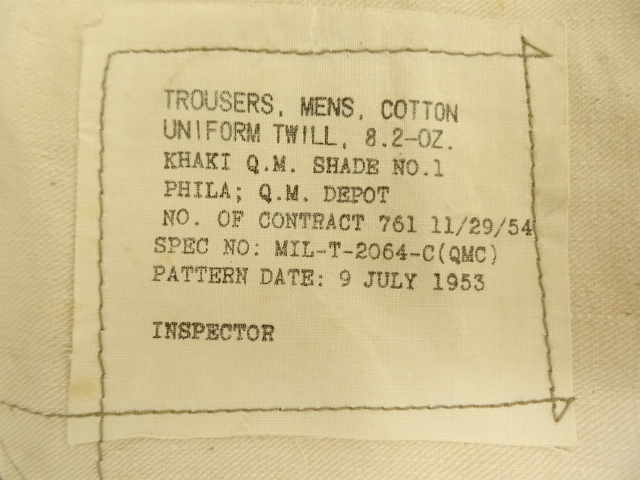 TROUSERS, MENS, COTTON
UNIFORM TWILL, 8.2-OZ.
KHAKI Q.M. SHADE NO.1
PHILA; Q.M. DEPOT
NO. OF CONTRACT 761 11/29/54
SPEC NO: MIL-T-2064-C(QMC)
PATTERN DATE: 9 JULY 1953
INSPECTOR